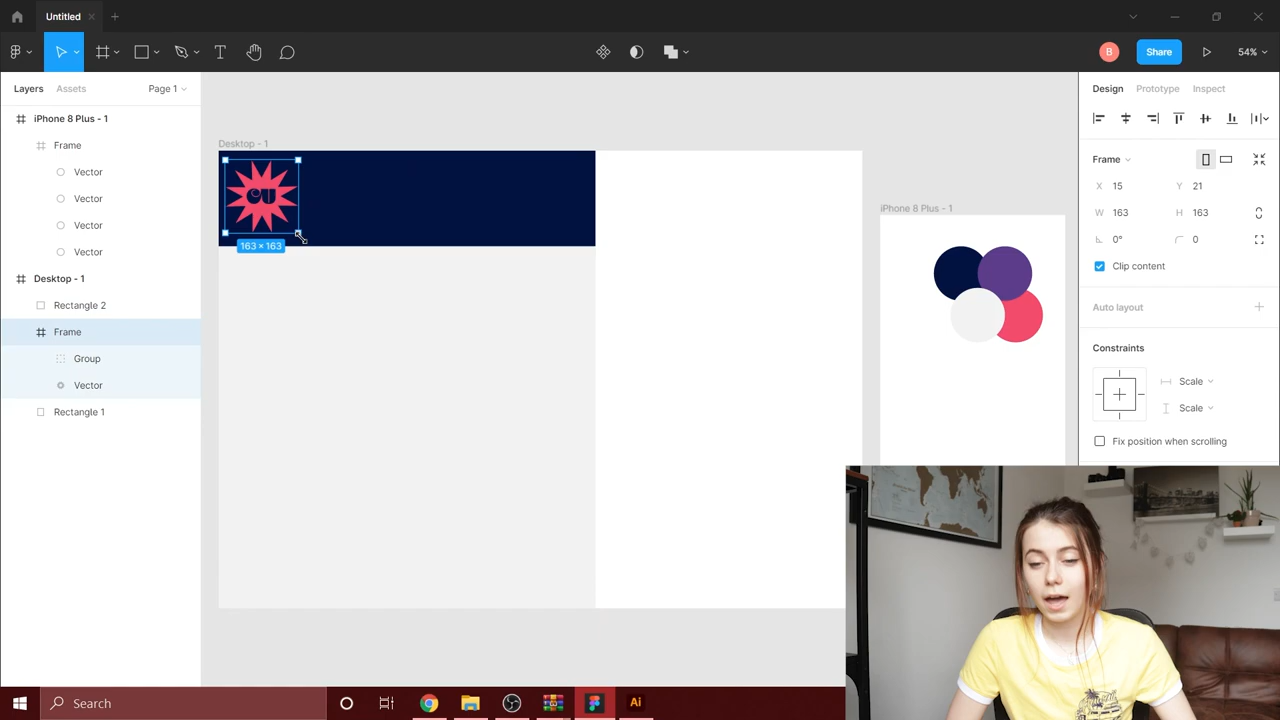 Untitled
Share
54%
Layers
Assets
Page 1
Design
Prototype
Inspect
iPhone 8 Plus - 1
Frame
Vector
Vector
Vector
Vector
Desktop - 1
Rectangle 2
Frame
Group
Vector
Rectangle 1
Desktop - 1
CU
163 × 163
iPhone 8 Plus - 1
B
Frame
X 15
Y 21
W 163
H 163
0°
0
Clip content
Auto layout
Constraints
Scale
Scale
Fix position when scrolling
Search
Ai